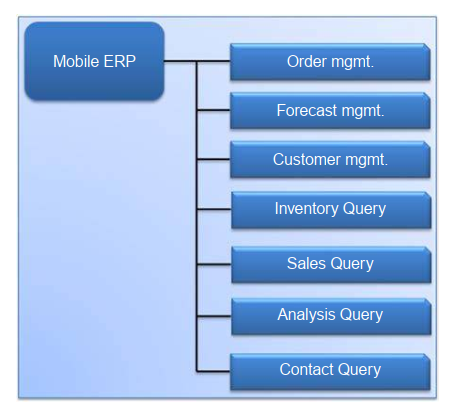 Mobile ERP
Order mgmt.
Forecast mgmt.
Customer mgmt.
Inventory Query
Sales Query
Analysis Query
Contact Query